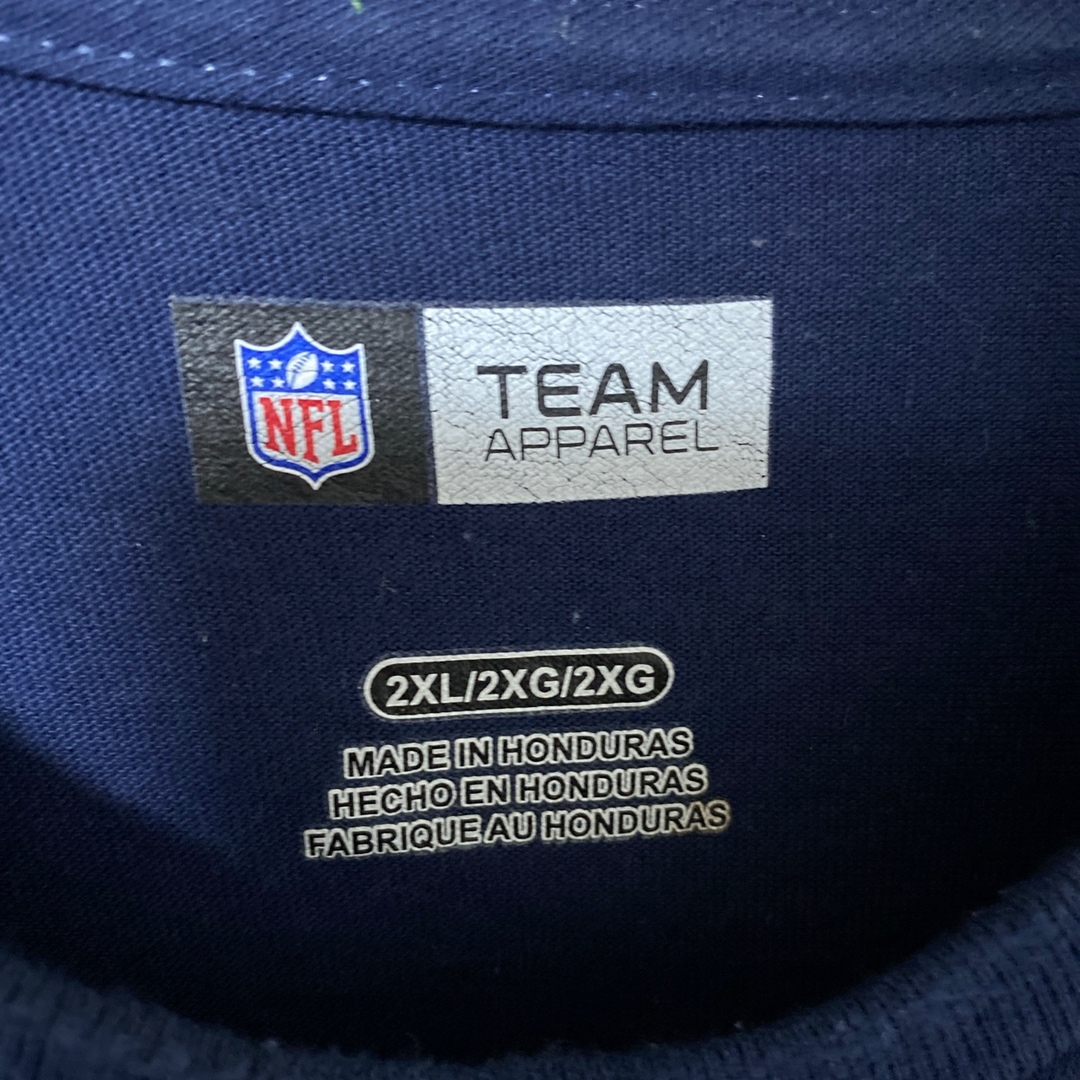 NFL
TEAM
APPAREL
2XL/2XG/2XG
MADE IN HONDURAS
HECHO EN HONDURAS
FABRIQUE AU HONDURAS